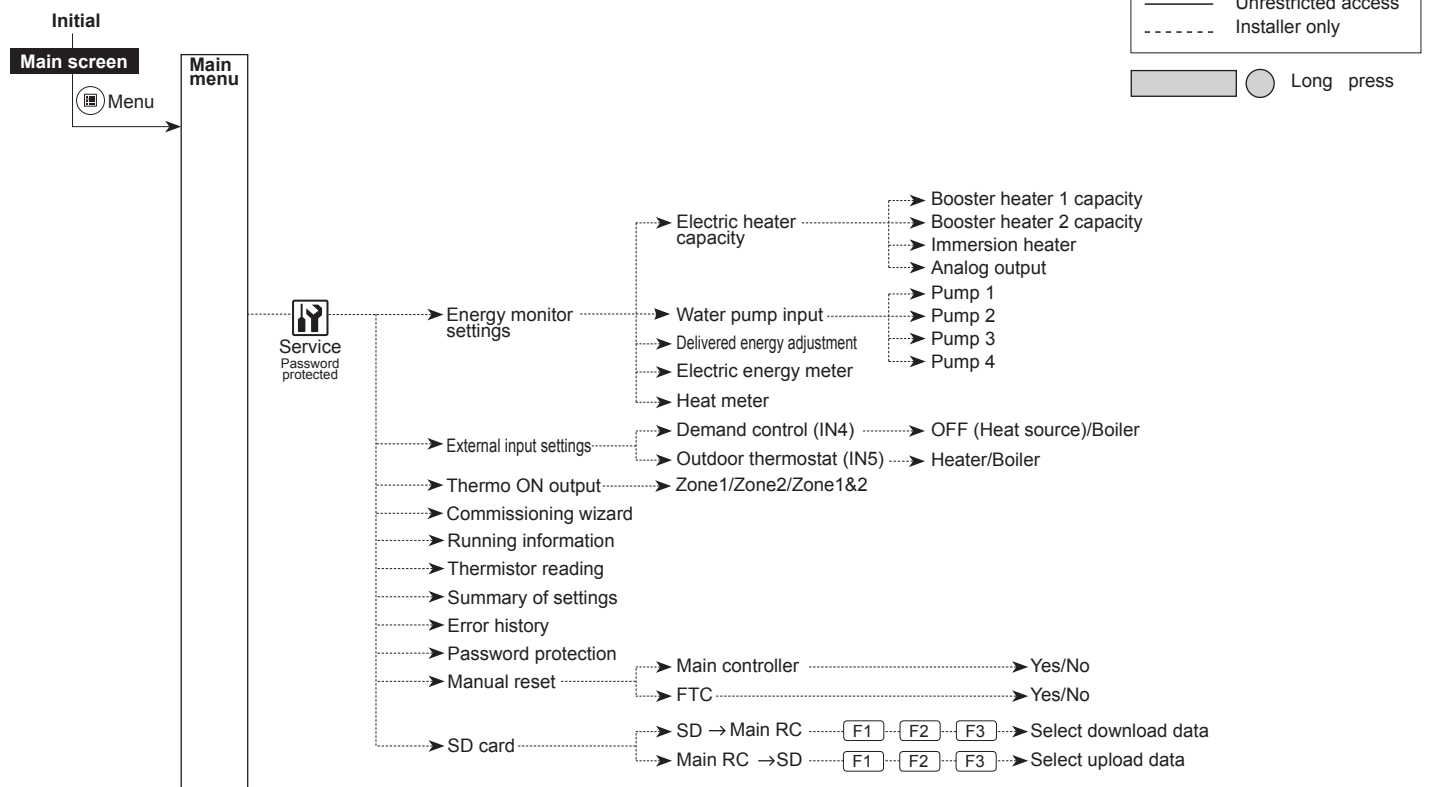 Initial
Main screen
Menu
Main
menu
Unrestricted access
Installer only
Long press
Service
Password
protected
Energy monitor
settings
Electric heater
capacity
Booster heater 1 capacity
Booster heater 2 capacity
Immersion heater
Analog output
Water pump input
Pump 1
Pump 2
Pump 3
Pump 4
Delivered energy adjustment
Electric energy meter
Heat meter
External input settings
Demand control (IN4)
OFF (Heat source)/Boiler
Outdoor thermostat (IN5)
Heater/Boiler
Thermo ON output
Zone1/Zone2/Zone1&2
Commissioning wizard
Running information
Thermistor reading
Summary of settings
Error history
Password protection
Manual reset
Main controller
Yes/No
FTC
Yes/No
SD card
SD → Main RC
F1 F2 F3
Select download data
Main RC → SD
F1 F2 F3
Select upload data